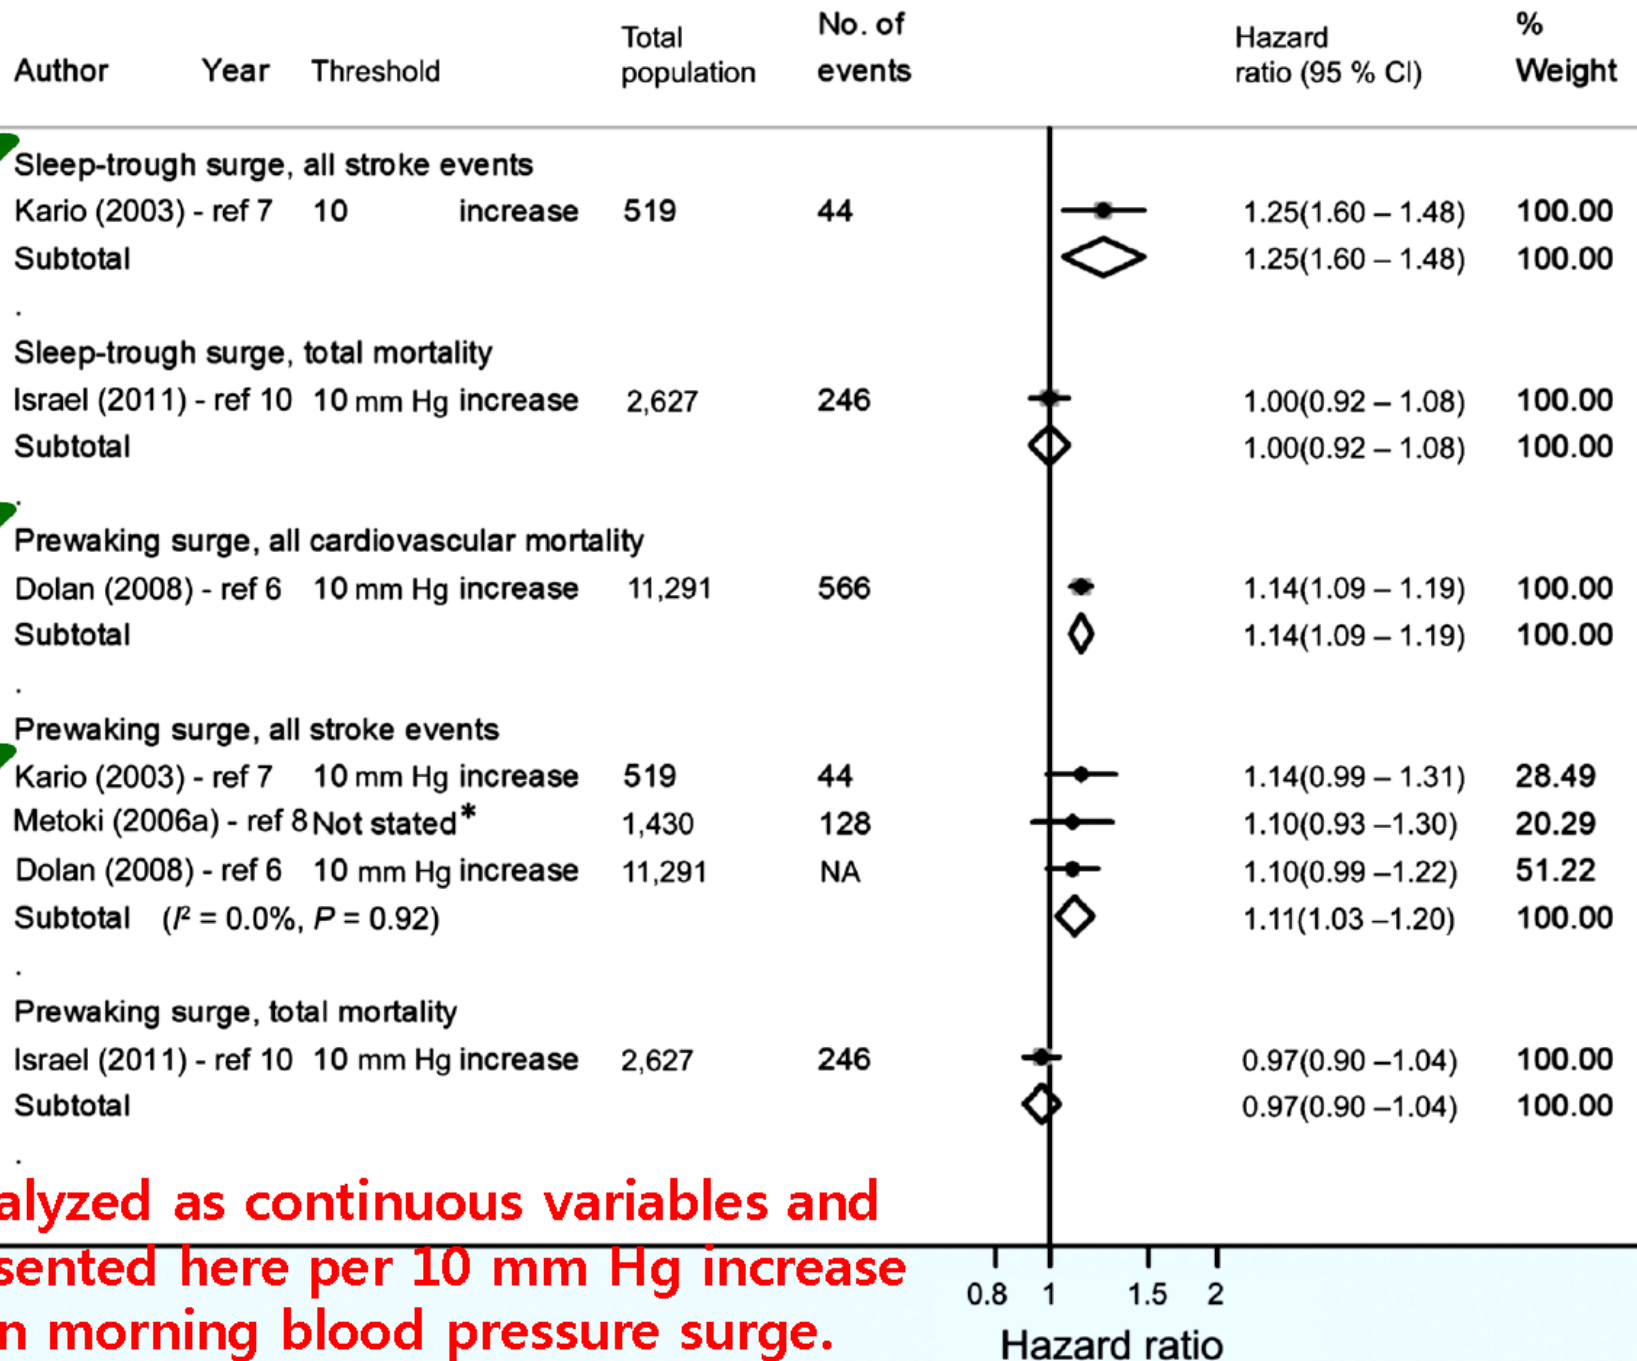 Author Year Threshold Total population No. of events Hazard ratio (95 % CI) % Weight
Sleep-trough surge, all stroke events
Kario (2003) - ref 7 10 increase 519 44 1.25(1.60 – 1.48) 100.00
Subtotal 1.25(1.60 – 1.48) 100.00
.
Sleep-trough surge, total mortality
Israel (2011) - ref 10 10 mm Hg increase 2,627 246 1.00(0.92 – 1.08) 100.00
Subtotal 1.00(0.92 – 1.08) 100.00
.
Prewaking surge, all cardiovascular mortality
Dolan (2008) - ref 6 10 mm Hg increase 11,291 566 1.14(1.09 – 1.19) 100.00
Subtotal 1.14(1.09 – 1.19) 100.00
.
Prewaking surge, all stroke events
Kario (2003) - ref 7 10 mm Hg increase 519 44 1.14(0.99 – 1.31) 28.49
Metoki (2006a) - ref 8 Not stated* 1,430 128 1.10(0.93 –1.30) 20.29
Dolan (2008) - ref 6 10 mm Hg increase 11,291 NA 1.10(0.99 –1.22) 51.22
Subtotal (I² = 0.0%, P = 0.92) 1.11(1.03 –1.20) 100.00
.
Prewaking surge, total mortality
Israel (2011) - ref 10 10 mm Hg increase 2,627 246 0.97(0.90 –1.04) 100.00
Subtotal 0.97(0.90 –1.04) 100.00
.
alyzed as continuous variables and
sented here per 10 mm Hg increase
n morning blood pressure surge.
0.8 1 1.5 2
Hazard ratio